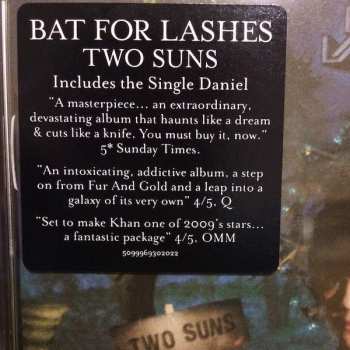 BAT FOR LASHES
TWO SUNS
Includes the Single Daniel
"A masterpiece... an extraordinary,
devastating album that haunts like a dream
& cuts like a knife. You must buy it, now."
5* Sunday Times.
"An intoxicating, addictive album, a step
on from Fur And Gold and a leap into a
galaxy of its very own" 4/5. Q
"Set to make Khan one of 2009's stars...
a fantastic package" 4/5. OMM
5099969302022
TWO SUNS